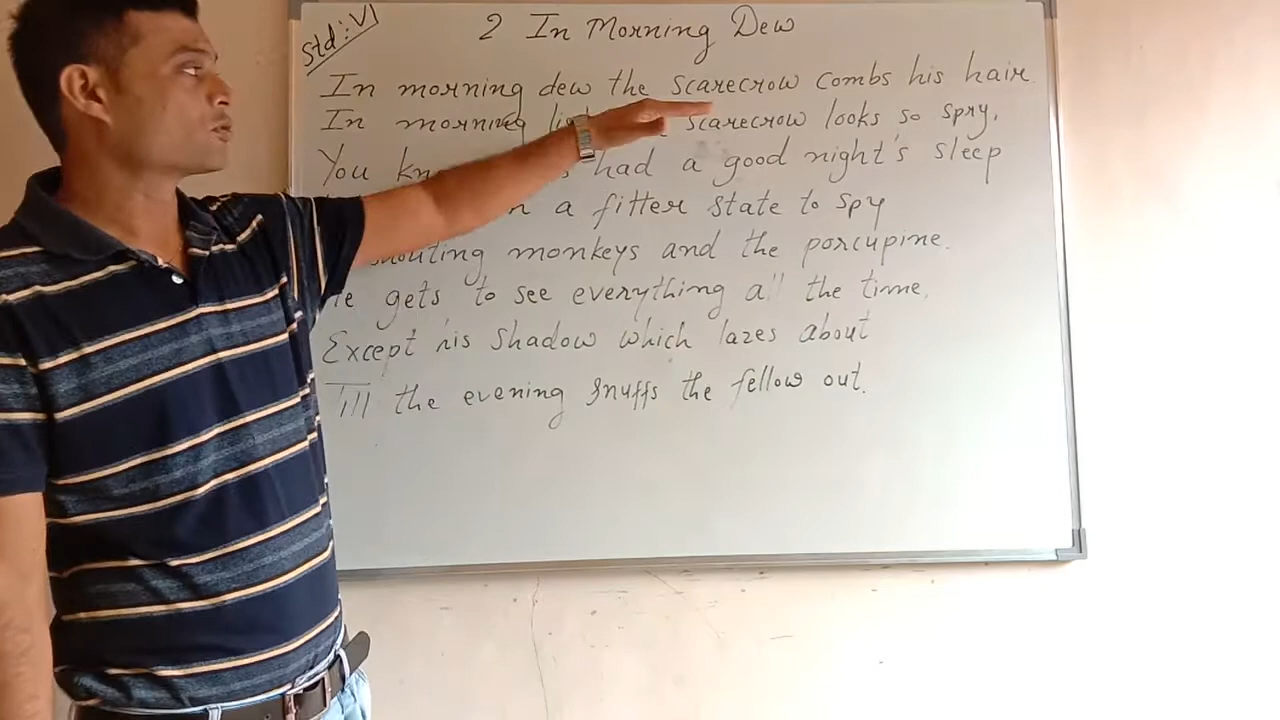 Std: VI
2 In Morning Dew
In morning dew the scarecrow combs his hair.
In morning scarecrow looks so spry.
You had a good night's sleep
a fitter state to spy
monkeys and the porcupine.
gets to see everything all the time.
Except his shadow which lazes about
Till the evening snuffs the fellow out.